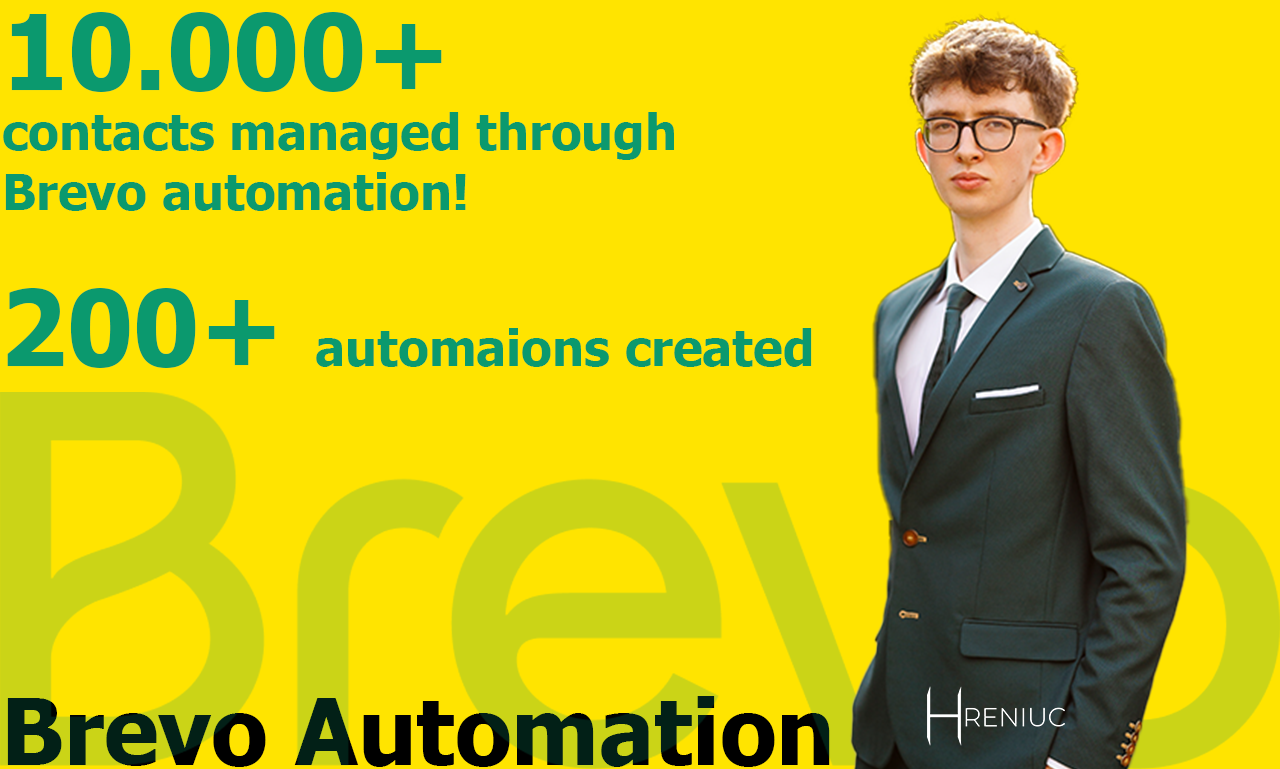 10.000+
contacts managed through
Brevo automation!
200+ automaions created
Brevo
Brevo Automation
HRENIUC